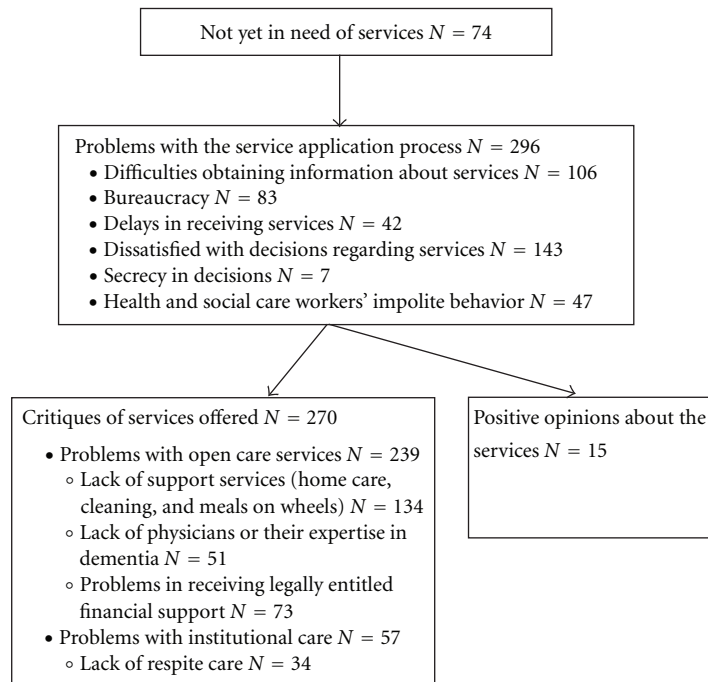 Not yet in need of services N = 74
Problems with the service application process N = 296
• Difficulties obtaining information about services N = 106
• Bureaucracy N = 83
• Delays in receiving services N = 42
• Dissatisfied with decisions regarding services N = 143
• Secrecy in decisions N = 7
• Health and social care workers' impolite behavior N = 47
Critiques of services offered N = 270
• Problems with open care services N = 239
◦ Lack of support services (home care,
cleaning, and meals on wheels) N = 134
◦ Lack of physicians or their expertise in
dementia N = 51
◦ Problems in receiving legally entitled
financial support N = 73
• Problems with institutional care N = 57
◦ Lack of respite care N = 34
Positive opinions about the
services N = 15